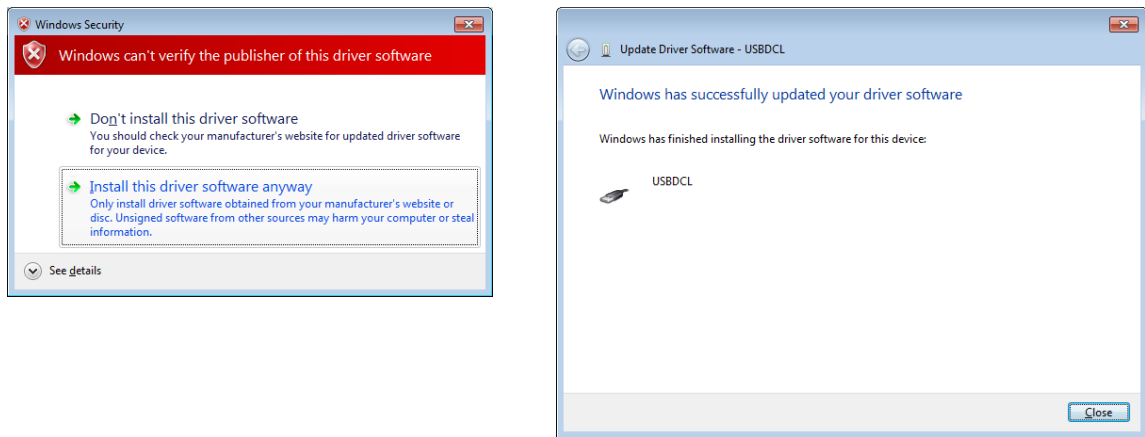 Windows Security
Windows can't verify the publisher of this driver software
Don't install this driver software
You should check your manufacturer's website for updated driver software
for your device.
Install this driver software anyway
Only install driver software obtained from your manufacturer's website or
disc. Unsigned software from other sources may harm your computer or steal
information.
See details
Update Driver Software - USBDCL
Windows has successfully updated your driver software
Windows has finished installing the driver software for this device:
USBDCL
Close